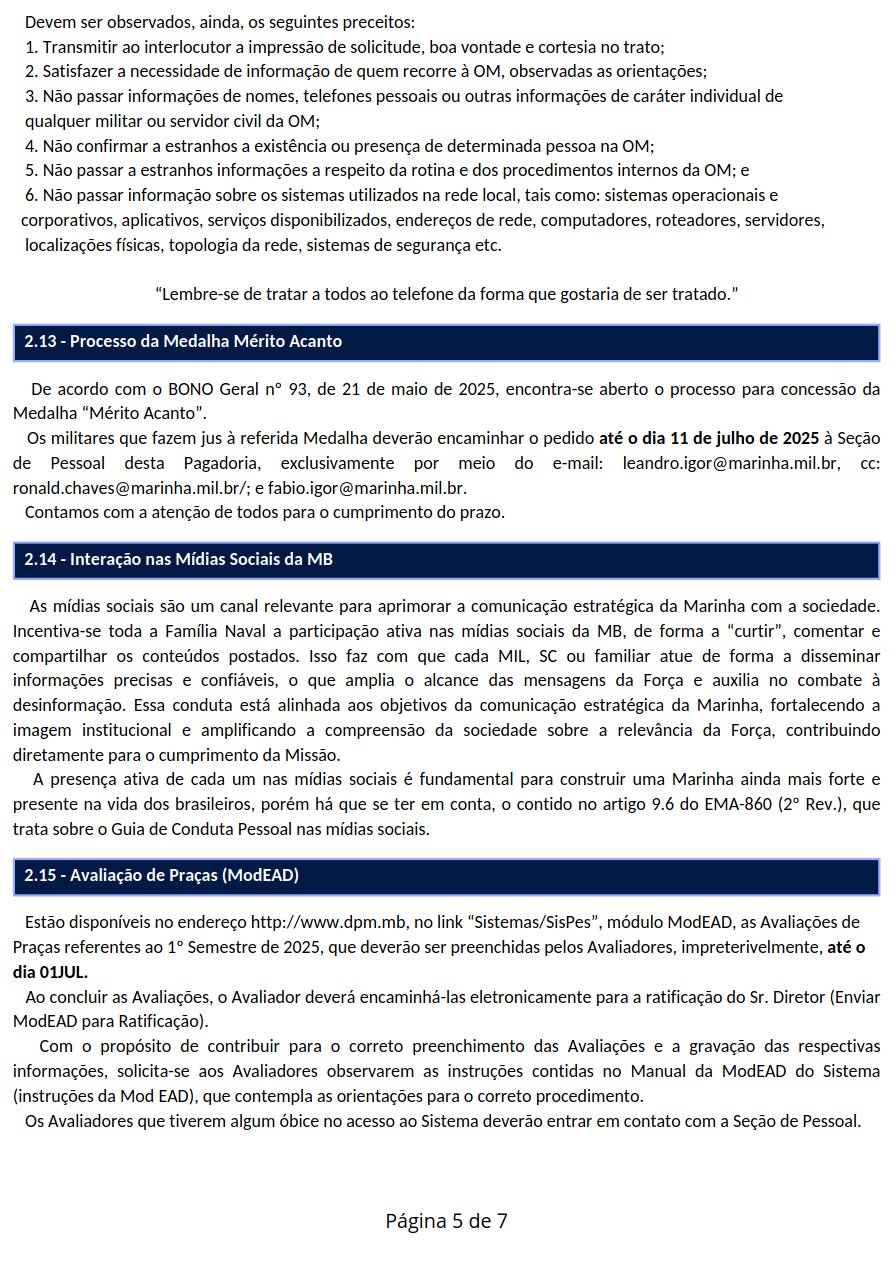 Devem ser observados, ainda, os seguintes preceitos:
1. Transmitir ao interlocutor a impressão de solicitude, boa vontade e cortesia no trato;
2. Satisfazer a necessidade de informação de quem recorre à OM, observadas as orientações;
3. Não passar informações de nomes, telefones pessoais ou outras informações de caráter individual de
qualquer militar ou servidor civil da OM;
4. Não confirmar a estranhos a existência ou presença de determinada pessoa na OM;
5. Não passar a estranhos informações a respeito da rotina e dos procedimentos internos da OM; e
6. Não passar informação sobre os sistemas utilizados na rede local, tais como: sistemas operacionais e
corporativos, aplicativos, serviços disponibilizados, endereços de rede, computadores, roteadores, servidores,
localizações físicas, topologia da rede, sistemas de segurança etc.
“Lembre-se de tratar a todos ao telefone da forma que gostaria de ser tratado.”
2.13 - Processo da Medalha Mérito Acanto
De acordo com o BONO Geral nº 93, de 21 de maio de 2025, encontra-se aberto o processo para concessão da
Medalha “Mérito Acanto”.
Os militares que fazem jus à referida Medalha deverão encaminhar o pedido até o dia 11 de julho de 2025 à Seção
de Pessoal desta Pagadoria, exclusivamente por meio do e-mail: leandro.igor@marinha.mil.br, cc:
ronald.chaves@marinha.mil.br/; e fabio.igor@marinha.mil.br.
Contamos com a atenção de todos para o cumprimento do prazo.
2.14 - Interação nas Mídias Sociais da MB
As mídias sociais são um canal relevante para aprimorar a comunicação estratégica da Marinha com a sociedade.
Incentiva-se toda a Família Naval a participação ativa nas mídias sociais da MB, de forma a “curtir”, comentar e
compartilhar os conteúdos postados. Isso faz com que cada MIL, SC ou familiar atue de forma a disseminar
informações precisas e confiáveis, o que amplia o alcance das mensagens da Força e auxilia no combate à
desinformação. Essa conduta está alinhada aos objetivos da comunicação estratégica da Marinha, fortalecendo a
imagem institucional e amplificando a compreensão da sociedade sobre a relevância da Força, contribuindo
diretamente para o cumprimento da Missão.
A presença ativa de cada um nas mídias sociais é fundamental para construir uma Marinha ainda mais forte e
presente na vida dos brasileiros, porém há que se ter em conta, o contido no artigo 9.6 do EMA-860 (2º Rev.), que
trata sobre o Guia de Conduta Pessoal nas mídias sociais.
2.15 - Avaliação de Praças (ModEAD)
Estão disponíveis no endereço http://www.dpm.mb, no link “Sistemas/SisPes”, módulo ModEAD, as Avaliações de
Praças referentes ao 1º Semestre de 2025, que deverão ser preenchidas pelos Avaliadores, impreterivelmente, até o
dia 01JUL.
Ao concluir as Avaliações, o Avaliador deverá encaminhá-las eletronicamente para a ratificação do Sr. Diretor (Enviar
ModEAD para Ratificação).
Com o propósito de contribuir para o correto preenchimento das Avaliações e a gravação das respectivas
informações, solicita-se aos Avaliadores observarem as instruções contidas no Manual da ModEAD do Sistema
(instruções da Mod EAD), que contempla as orientações para o correto procedimento.
Os Avaliadores que tiverem algum óbice no acesso ao Sistema deverão entrar em contato com a Seção de Pessoal.
Página 5 de 7